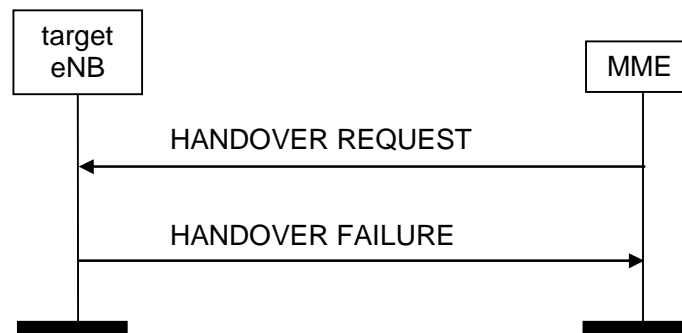 target
eNB
MME
HANDOVER REQUEST
HANDOVER FAILURE